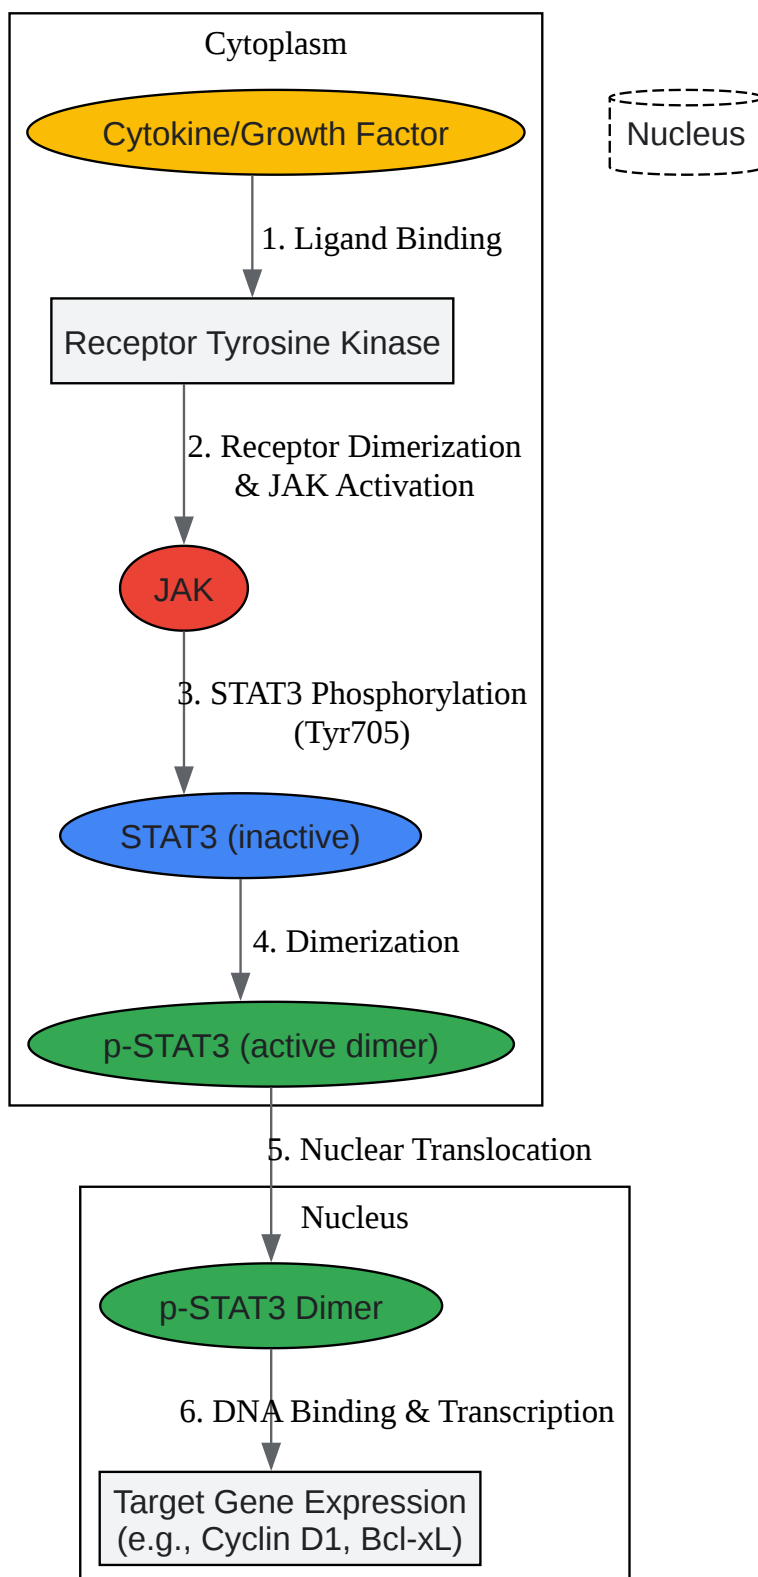 Cytoplasm
Cytokine/Growth Factor
Nucleus
1. Ligand Binding
Receptor Tyrosine Kinase
2. Receptor Dimerization
& JAK Activation
JAK
3. STAT3 Phosphorylation
(Tyr705)
STAT3 (inactive)
4. Dimerization
p-STAT3 (active dimer)
5. Nuclear Translocation
Nucleus
p-STAT3 Dimer
6. DNA Binding & Transcription
Target Gene Expression
(e.g., Cyclin D1, Bcl-xL)